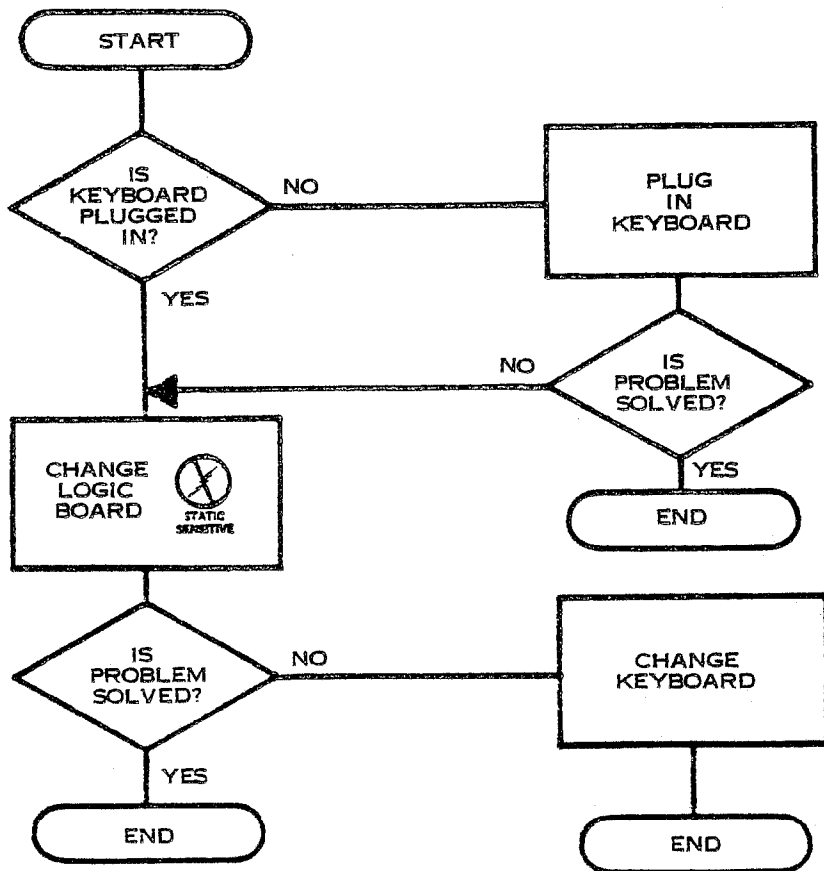 START
IS
KEYBOARD
PLUGGED
IN?
NO
PLUG
IN
KEYBOARD
YES
NO
IS
PROBLEM
SOLVED?
CHANGE
LOGIC
BOARD
STATIC
SENSITIVE
YES
END
IS
PROBLEM
SOLVED?
NO
CHANGE
KEYBOARD
YES
END
END